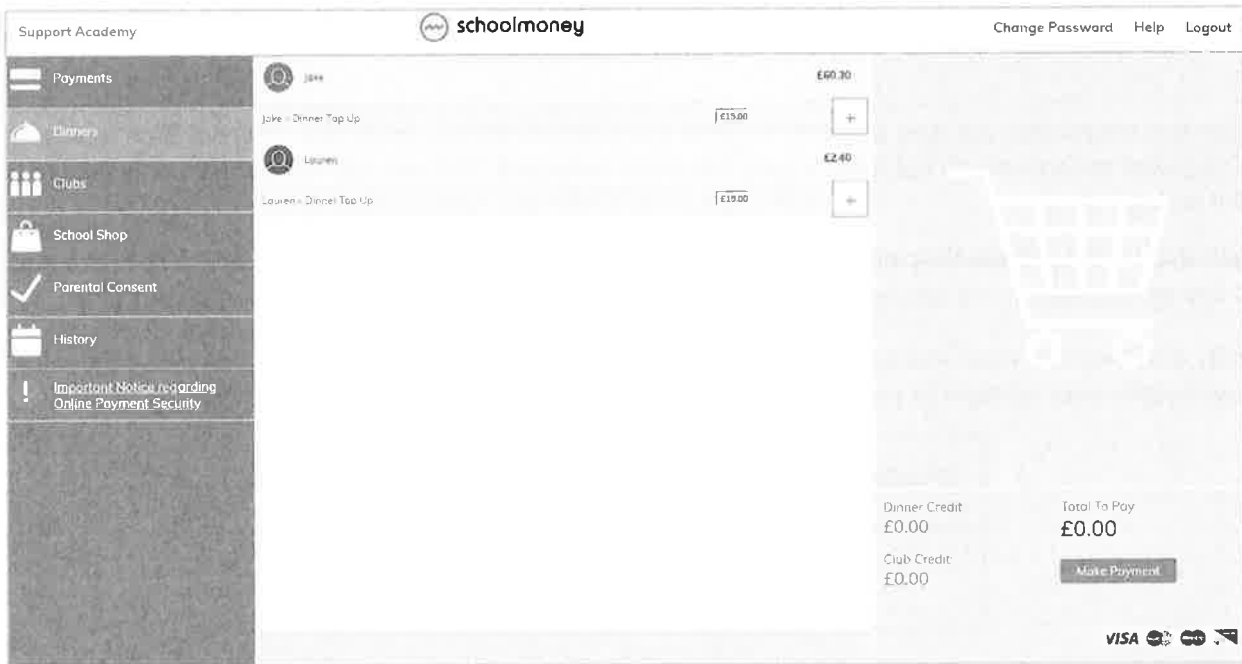 Support Academy
schoolmoney
Change Password Help Logout
Payments
Dinners
Clubs
School Shop
Parental Consent
History
! Important Notice regarding
Online Payment Security
Jake £60.30
Jake's Dinner Top Up £15.00 +
Lauren £2.40
Lauren's Dinner Top Up £19.00 +
Dinner Credit
£0.00
Club Credit
£0.00
Total To Pay
£0.00
Make Payment
VISA